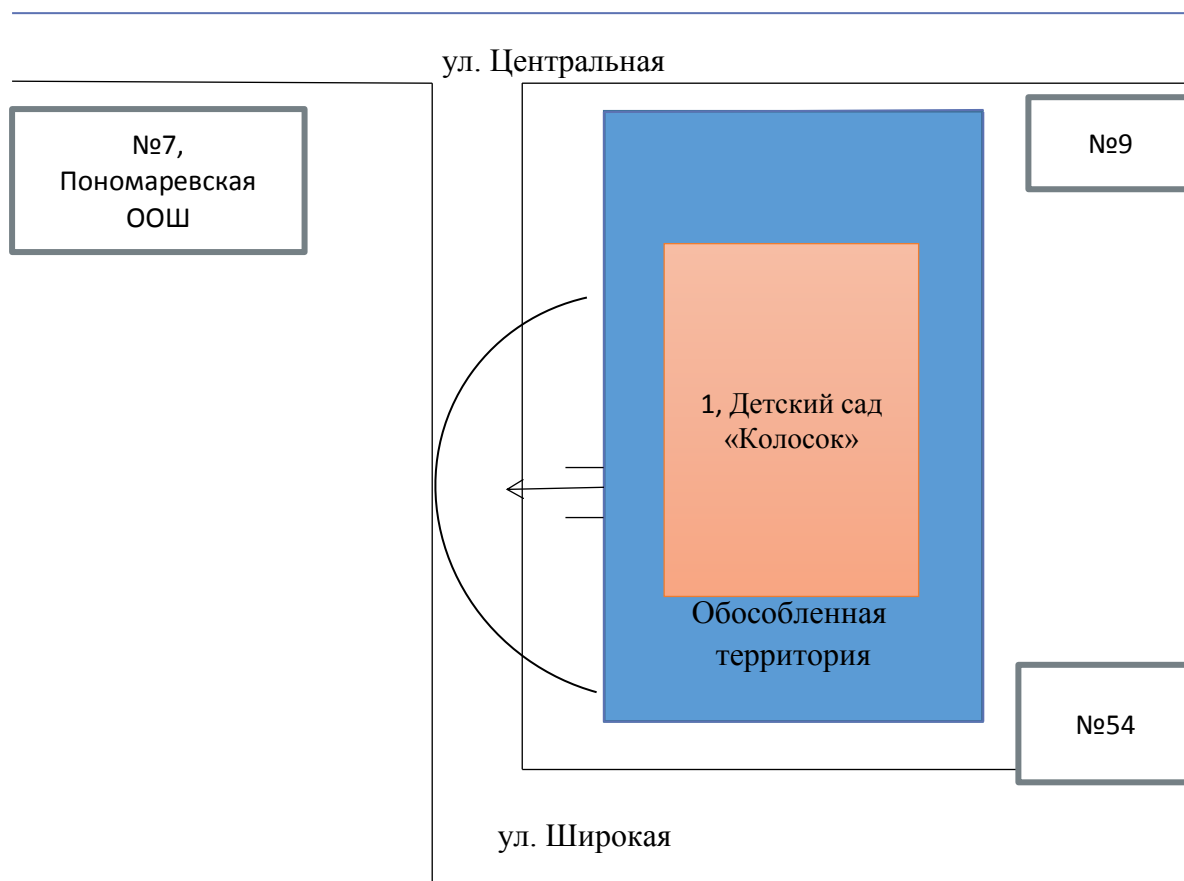 ул. Центральная
№7,
Пономаревская
ООШ
№9
1, Детский сад
«Колосок»
Обособленная
территория
№54
ул. Широкая